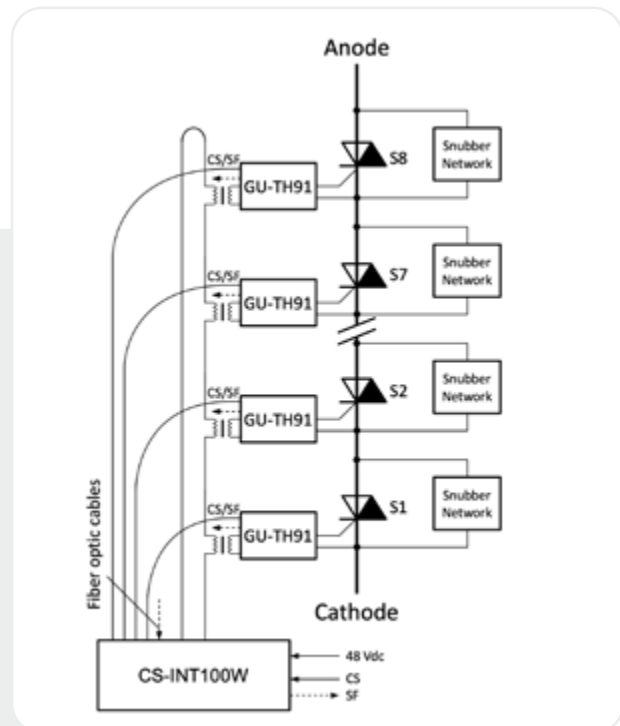 Anode
CS/SF
GU-TH91
S8
Snubber
Network
CS/SF
GU-TH91
S7
Snubber
Network
CS/SF
GU-TH91
S2
Snubber
Network
CS/SF
GU-TH91
S1
Snubber
Network
Fiber optic cables
Cathode
CS-INT100W
48 Vdc
CS
SF